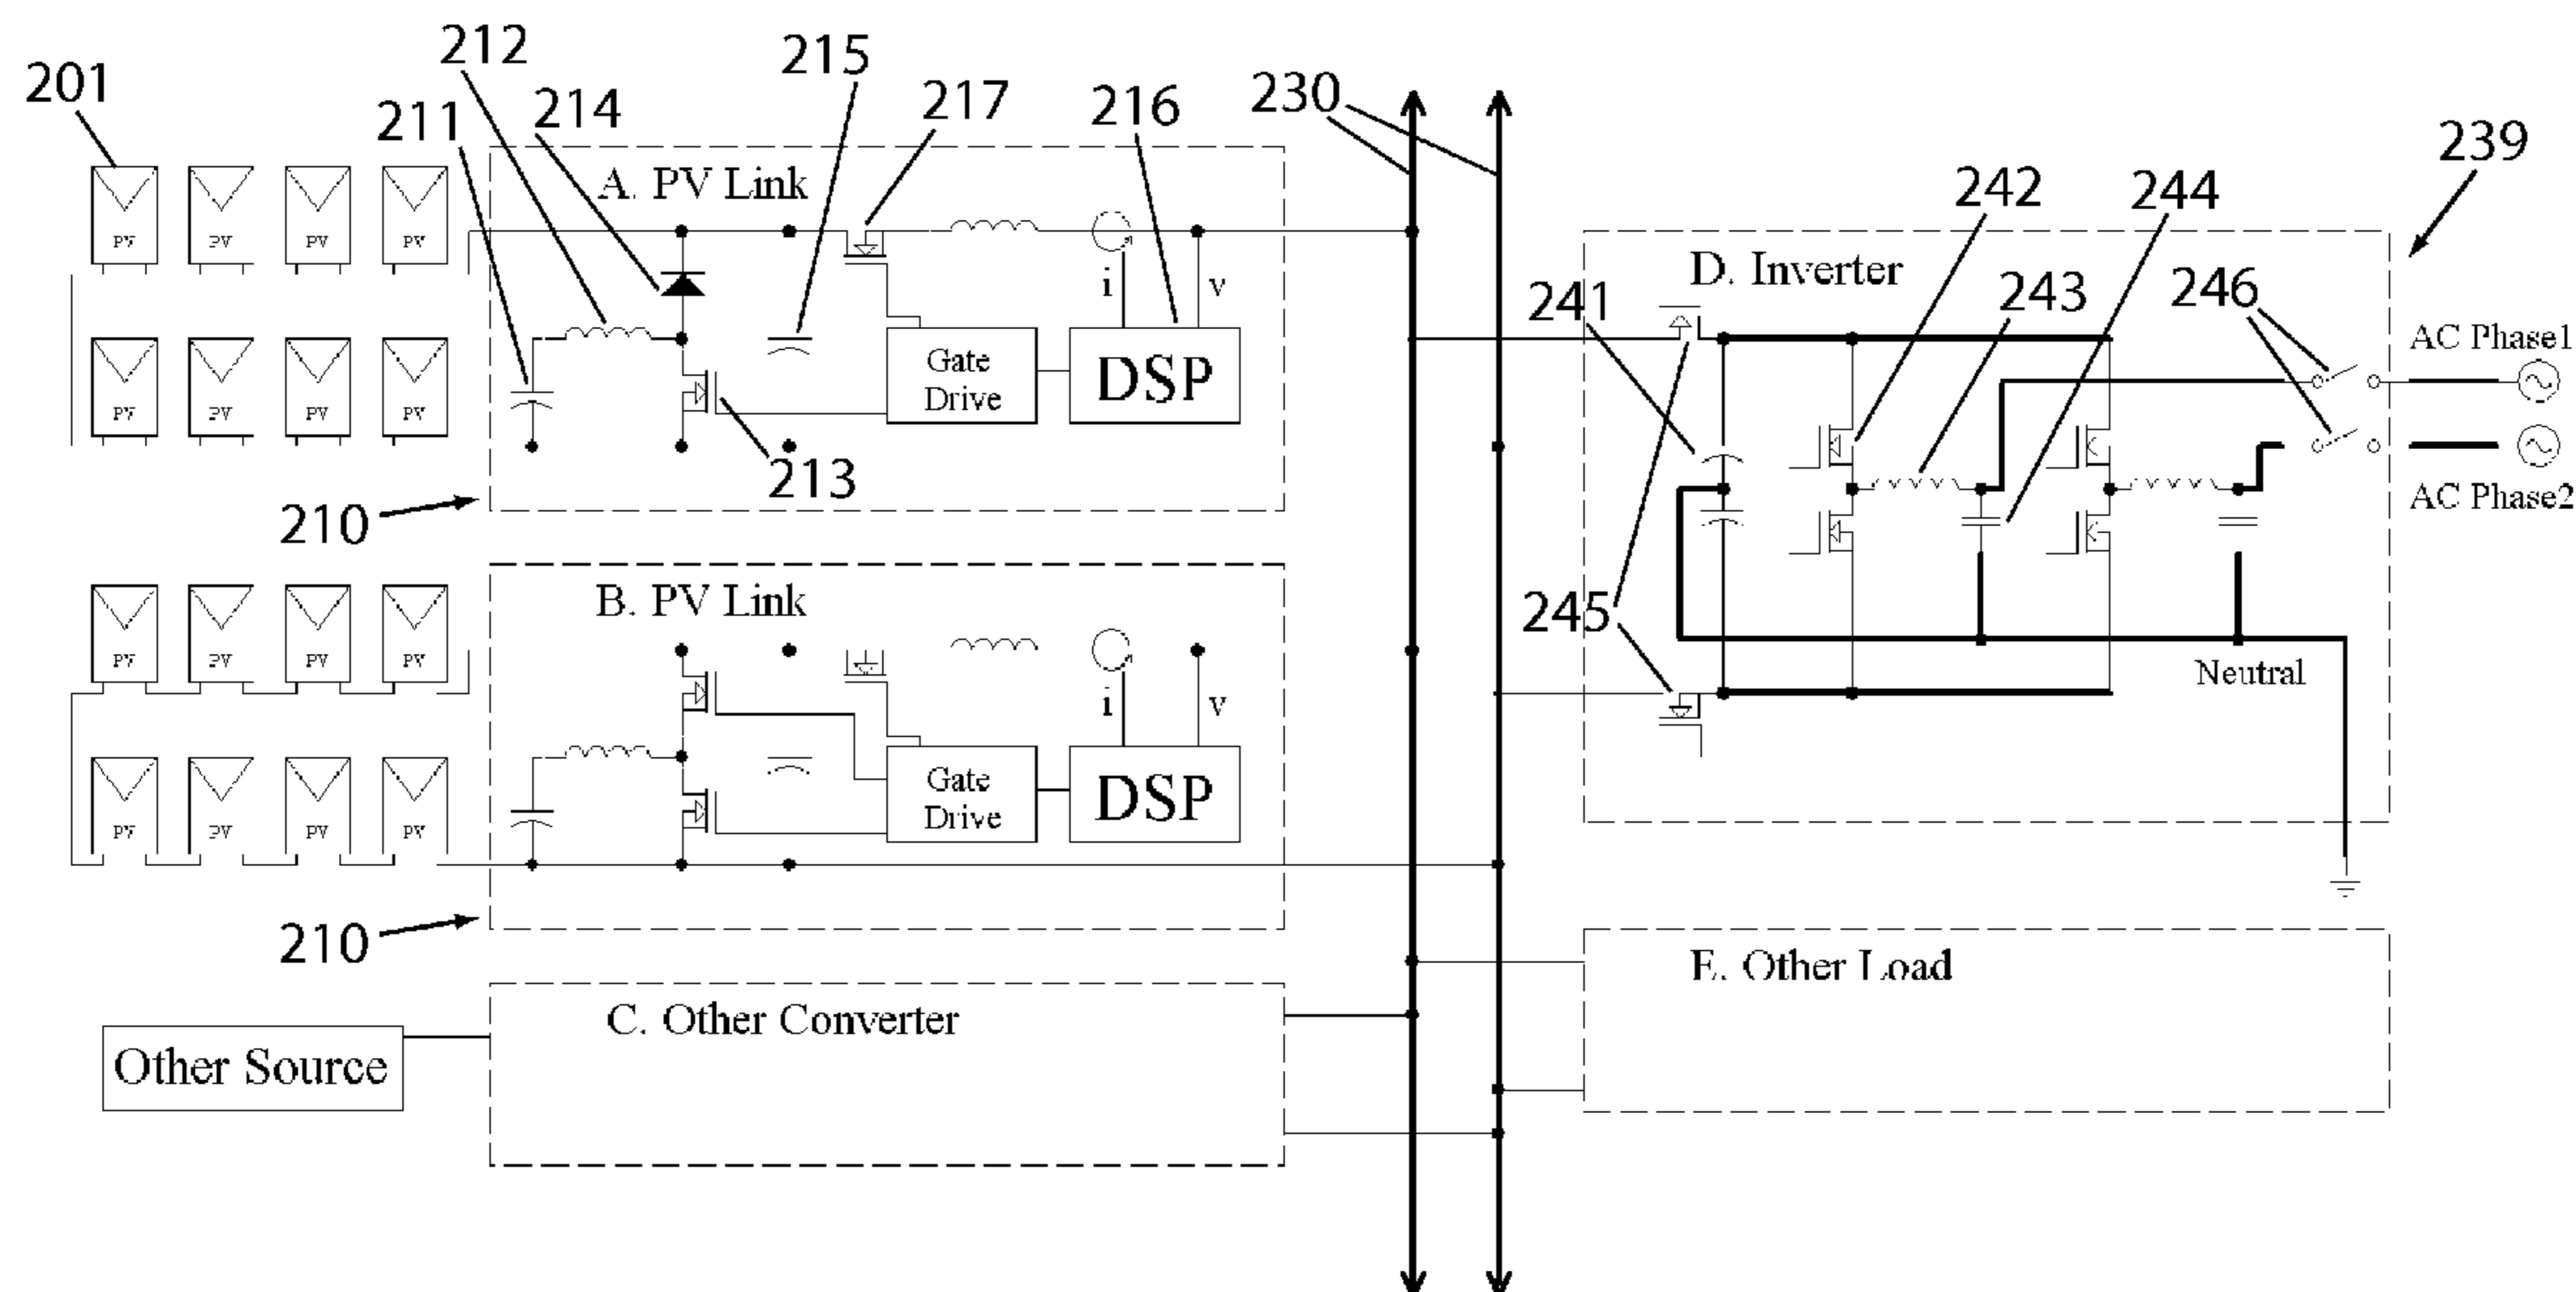 201
212
211
214
215
217
216
230
239
A. PV Link
PV PV PV PV
i
v
Gate
Drive
DSP
PV PV PV PV
213
210
242
244
D. Inverter
241
243
246
AC Phase1
AC Phase2
245
Neutral
B. PV Link
PV PV PV PV
i
v
Gate
Drive
DSP
PV PV PV PV
210
C. Other Converter
Other Source
E. Other Load